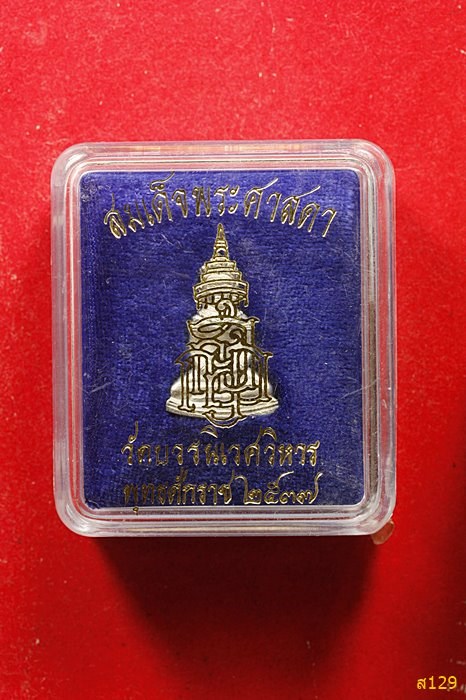 สมเด็จพระศาสดา
วัดบวรนิเวศวิหาร
พุทธศักราช ๒๕๓๗
ส129